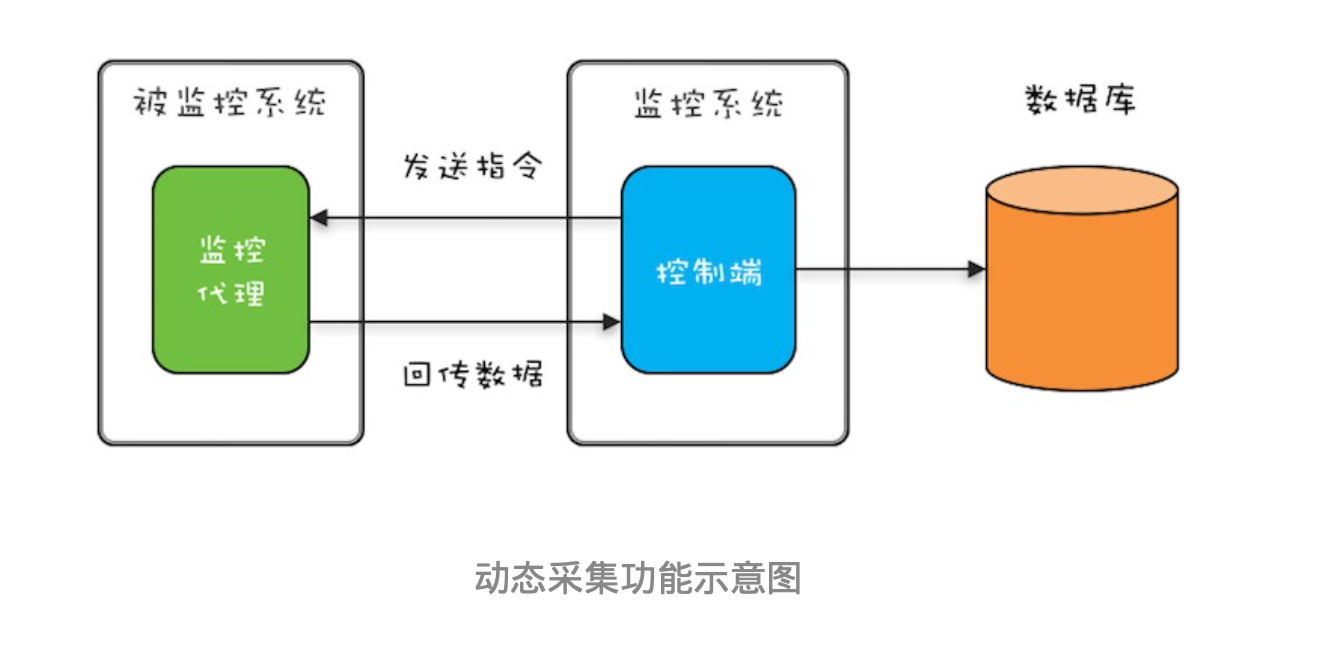 被监控系统
监控系统
数据库
发送指令
监控
代理
控制端
回传数据
动态采集功能示意图